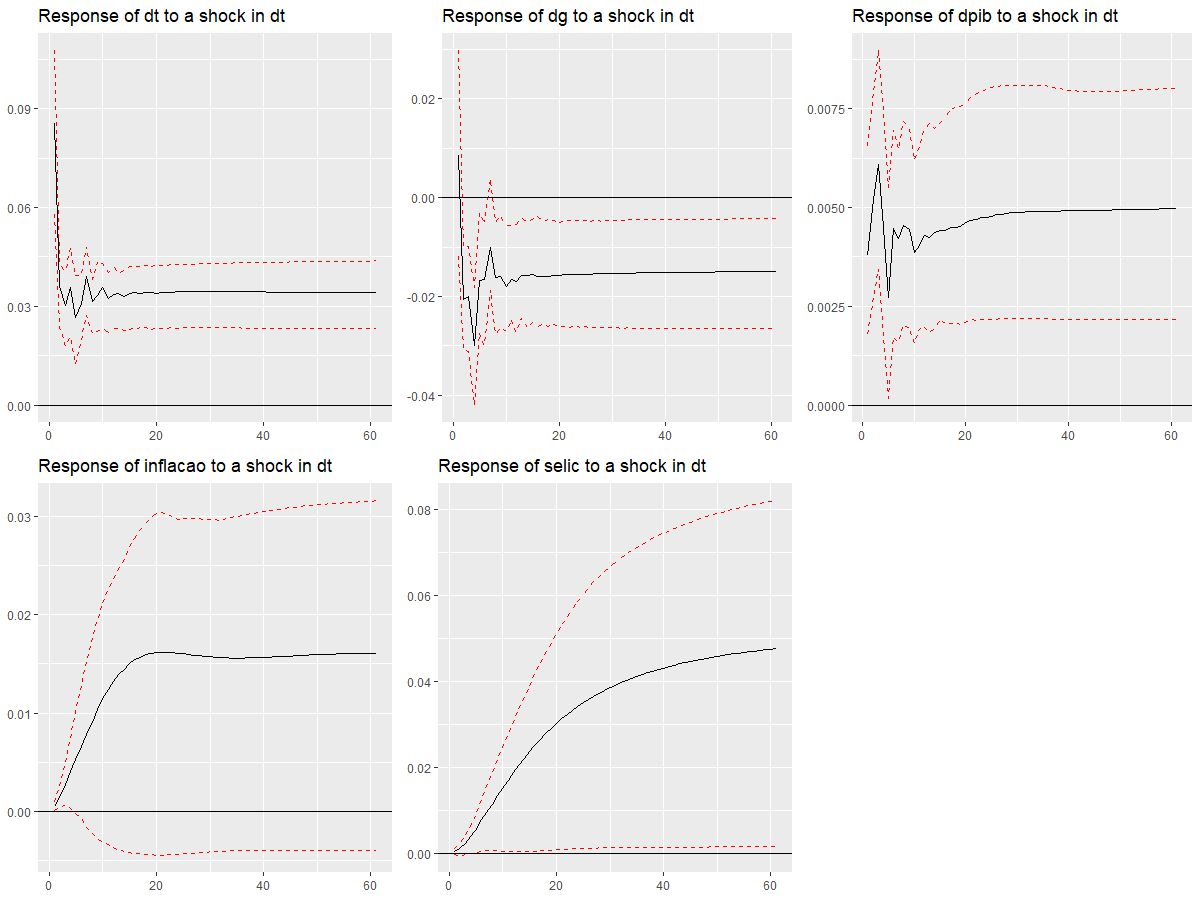 Response of dt to a shock in dt
0.09
0.06
0.03
0.00
0 20 40 60
Response of dg to a shock in dt
0.02
0.00
-0.02
-0.04
0 20 40 60
Response of dpib to a shock in dt
0.0075
0.0050
0.0025
0.0000
0 20 40 60
Response of inflacao to a shock in dt
0.03
0.02
0.01
0.00
0 20 40 60
Response of selic to a shock in dt
0.08
0.06
0.04
0.02
0.00
0 20 40 60